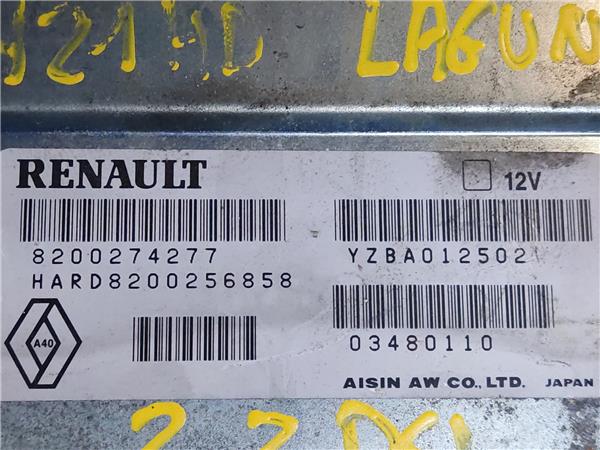 LAGUN
RENAULT
12V
8200274277
YZBA012502
HARD8200256858
A40
03480110
AISIN AW CO., LTD. JAPAN